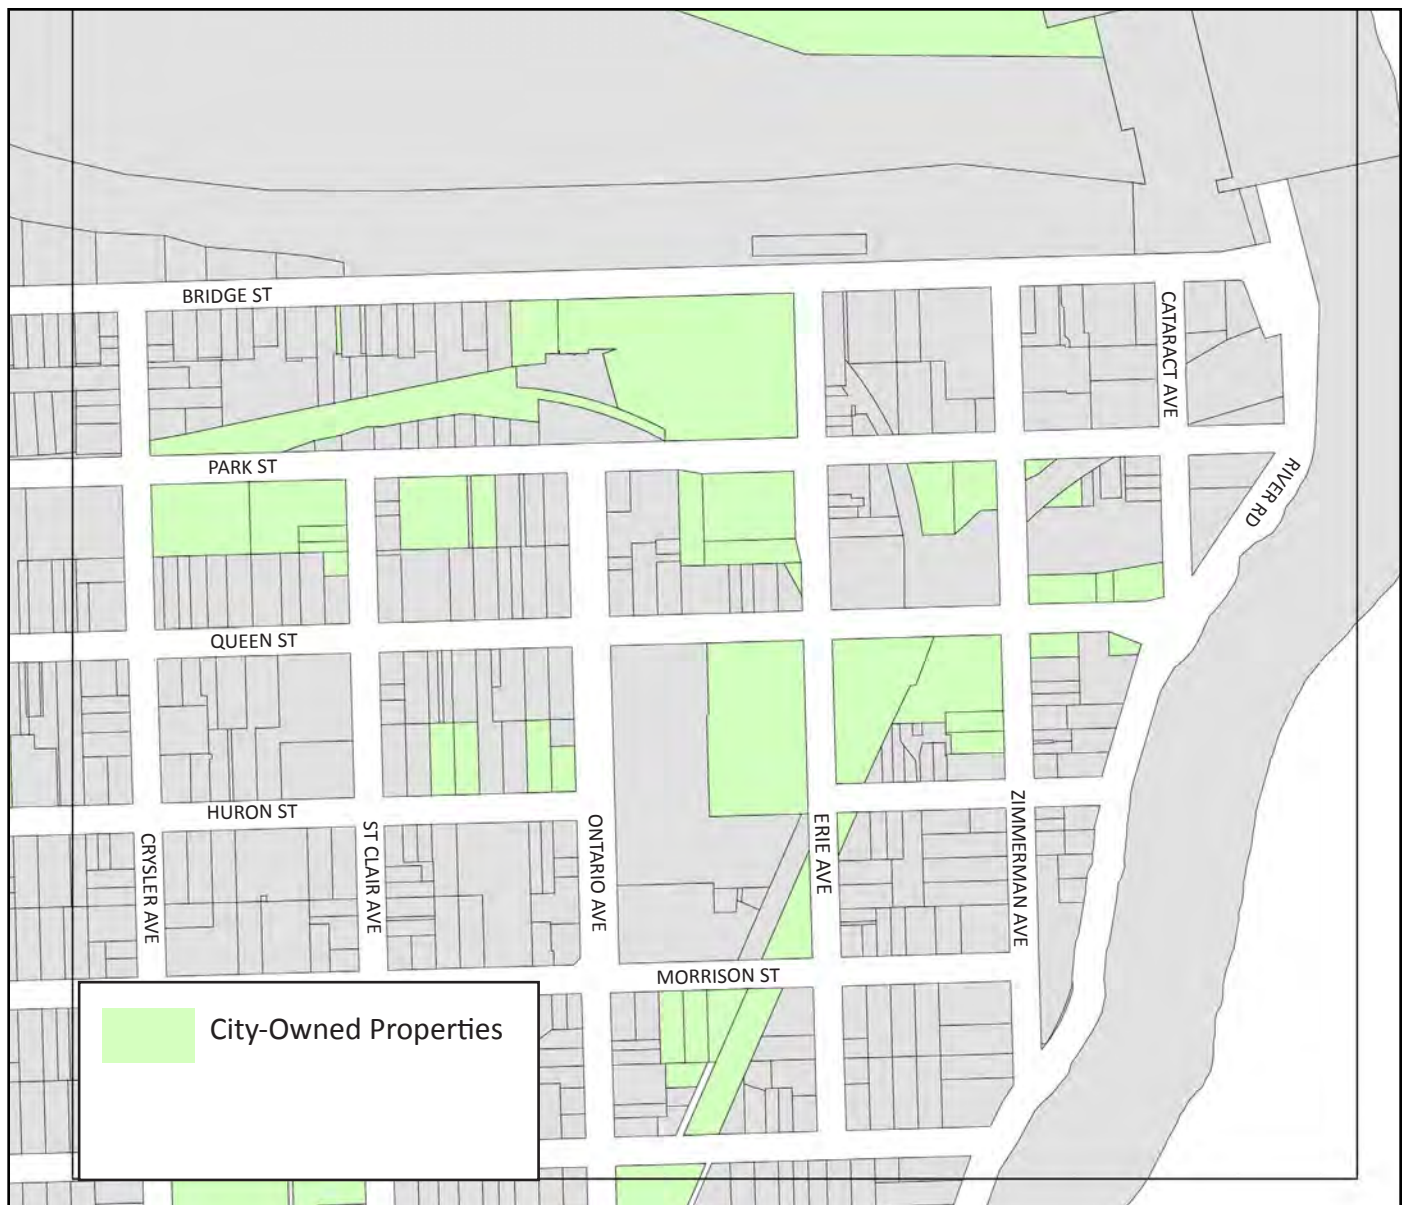 BRIDGE ST
CATARACT AVE
PARK ST
RIVER RD
QUEEN ST
HURON ST
CRYSLER AVE
ST CLAIR AVE
ONTARIO AVE
ERIE AVE
ZIMMERMAN AVE
MORRISON ST
City-Owned Properties